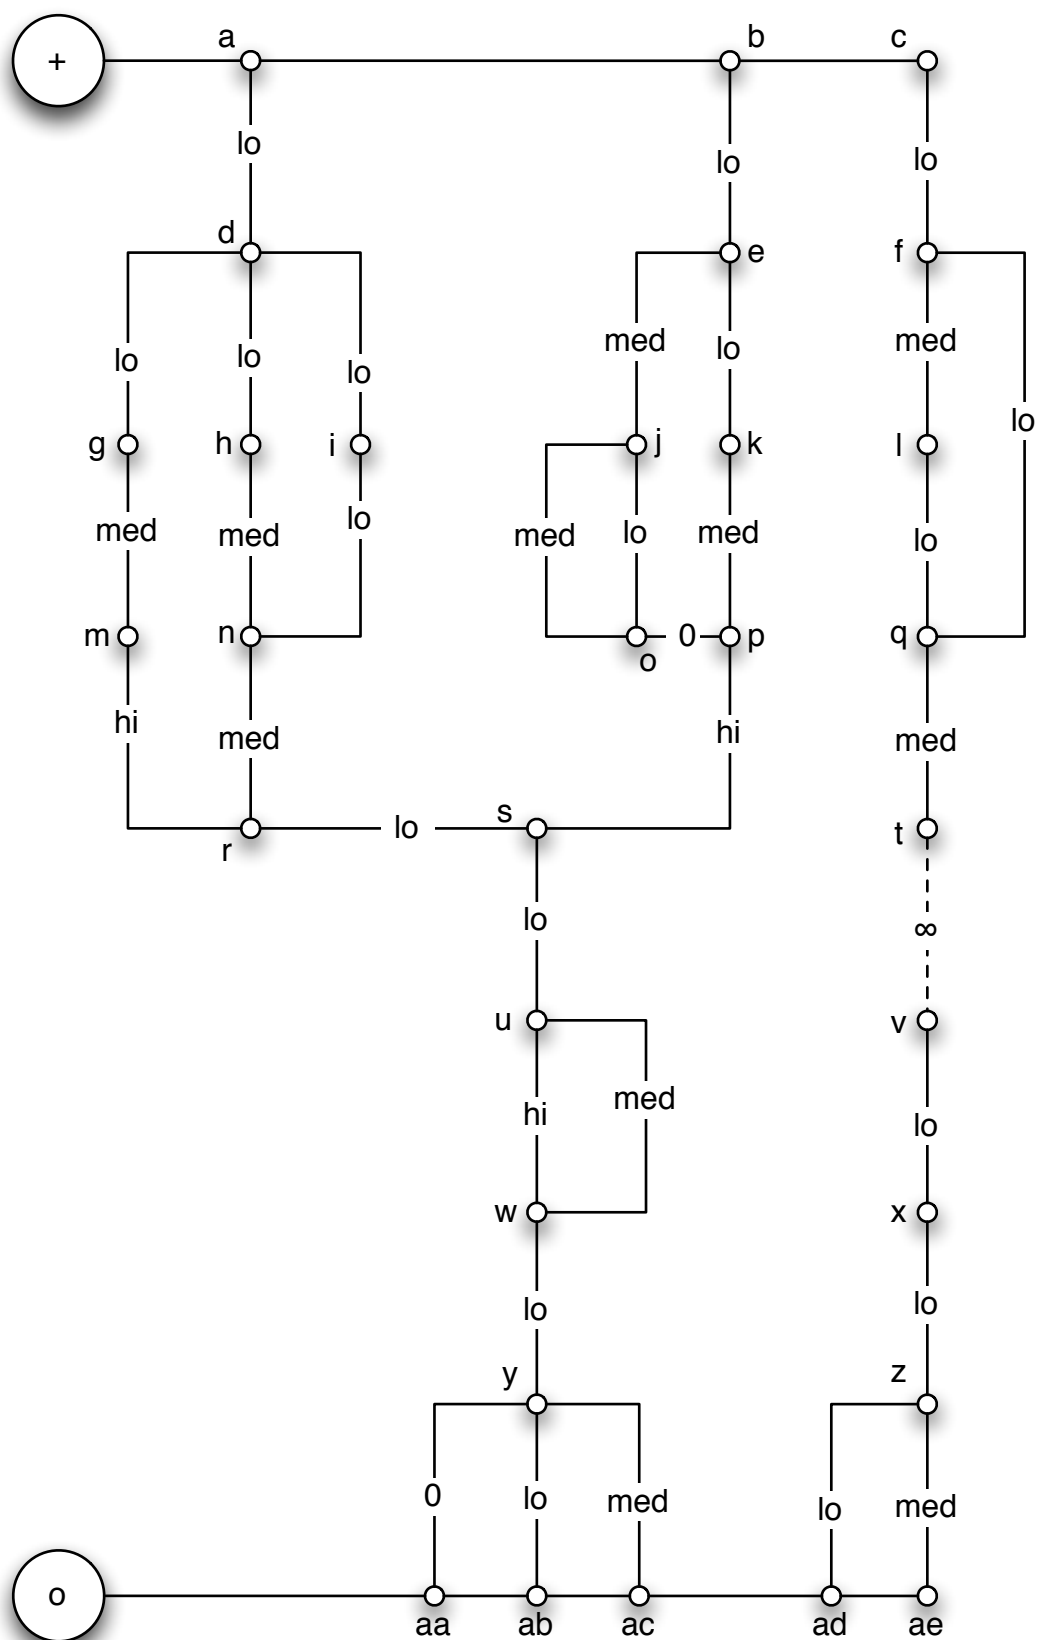 +
a b c
lo lo lo
d e f
med med
lo lo lo lo
lo
g h i j k l
lo
med med med lo med lo
m n o 0 p q
hi med hi med
r lo s t
lo ∞
u v
hi med lo
w x
lo lo
y z
0 lo med lo med
o
aa ab ac ad ae